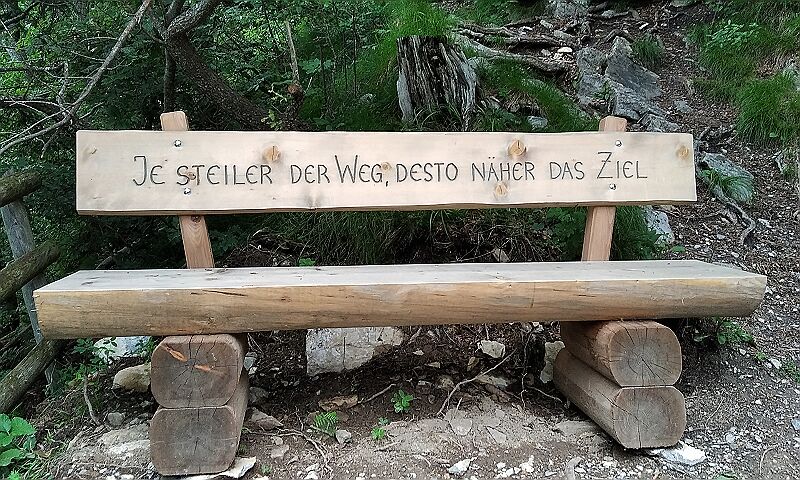 Je steiler der Weg, desto näher das Ziel